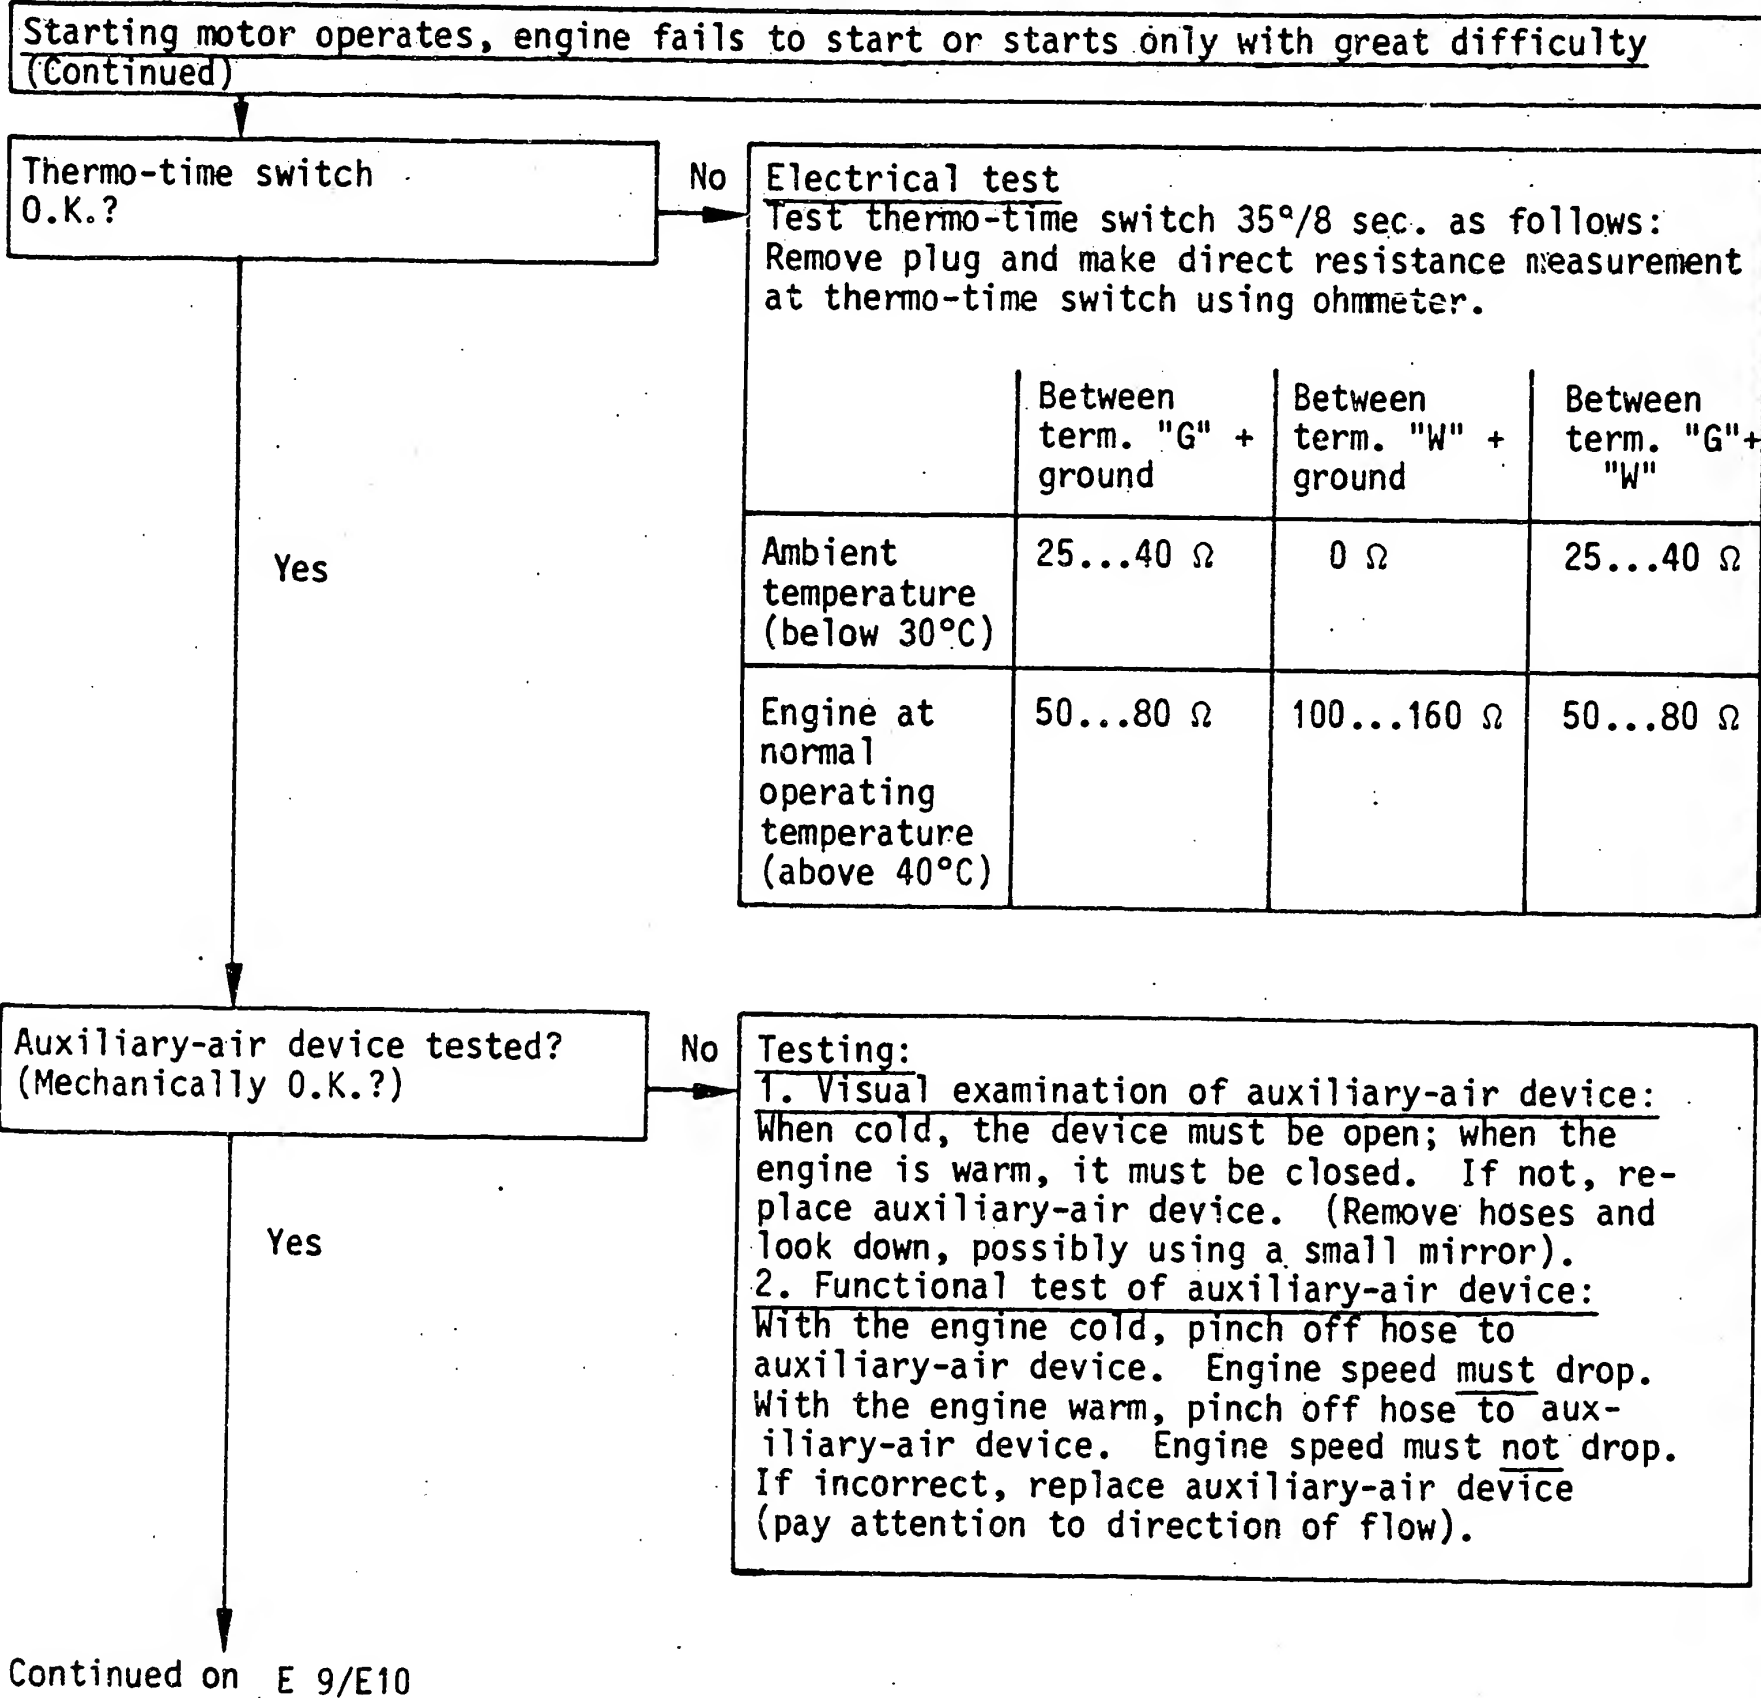 Starting motor operates, engine fails to start or starts only with great difficulty
(Continued)
Thermo-time switch
O.K.?
No
Electrical test
Test thermo-time switch 35°/8 sec. as follows:
Remove plug and make direct resistance measurement
at thermo-time switch using ohmmeter.
Between term. "G" + ground
Between term. "W" + ground
Between term. "G"+ "W"
Ambient temperature (below 30°C)
25...40 Ω
0 Ω
25...40 Ω
Engine at normal operating temperature (above 40°C)
50...80 Ω
100...160 Ω
50...80 Ω
Yes
Auxiliary-air device tested?
(Mechanically O.K.?)
No
Testing:
1. Visual examination of auxiliary-air device:
When cold, the device must be open; when the
engine is warm, it must be closed. If not, re-
place auxiliary-air device. (Remove hoses and
look down, possibly using a small mirror).
2. Functional test of auxiliary-air device:
With the engine cold, pinch off hose to
auxiliary-air device. Engine speed must drop.
With the engine warm, pinch off hose to aux-
iliary-air device. Engine speed must not drop.
If incorrect, replace auxiliary-air device
(pay attention to direction of flow).
Yes
Continued on E 9/E10